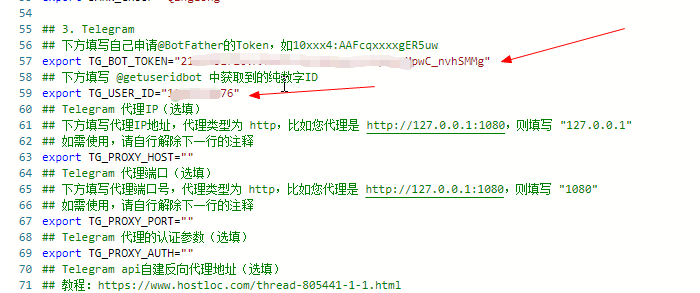 54
55 ## 3. Telegram
56 ## 下方填写自己申请@BotFather的Token，如10xxx4:AAFcqxxxxgER5uw
57 export TG_BOT_TOKEN="21 MpwC_nvhSMMg"
58 ## 下方填写 @getuseridbot 中获取到的纯数字ID
59 export TG_USER_ID="1 76"
60 ## Telegram 代理IP（选填）
61 ## 下方填写代理IP地址，代理类型为 http，比如您代理是 http://127.0.0.1:1080，则填写 "127.0.0.1"
62 ## 如需使用，请自行解除下一行的注释
63 export TG_PROXY_HOST=""
64 ## Telegram 代理端口（选填）
65 ## 下方填写代理端口号，代理类型为 http，比如您代理是 http://127.0.0.1:1080，则填写 "1080"
66 ## 如需使用，请自行解除下一行的注释
67 export TG_PROXY_PORT=""
68 ## Telegram 代理的认证参数（选填）
69 export TG_PROXY_AUTH=""
70 ## Telegram api自建反向代理地址（选填）
71 ## 教程：https://www.hostloc.com/thread-805441-1-1.html